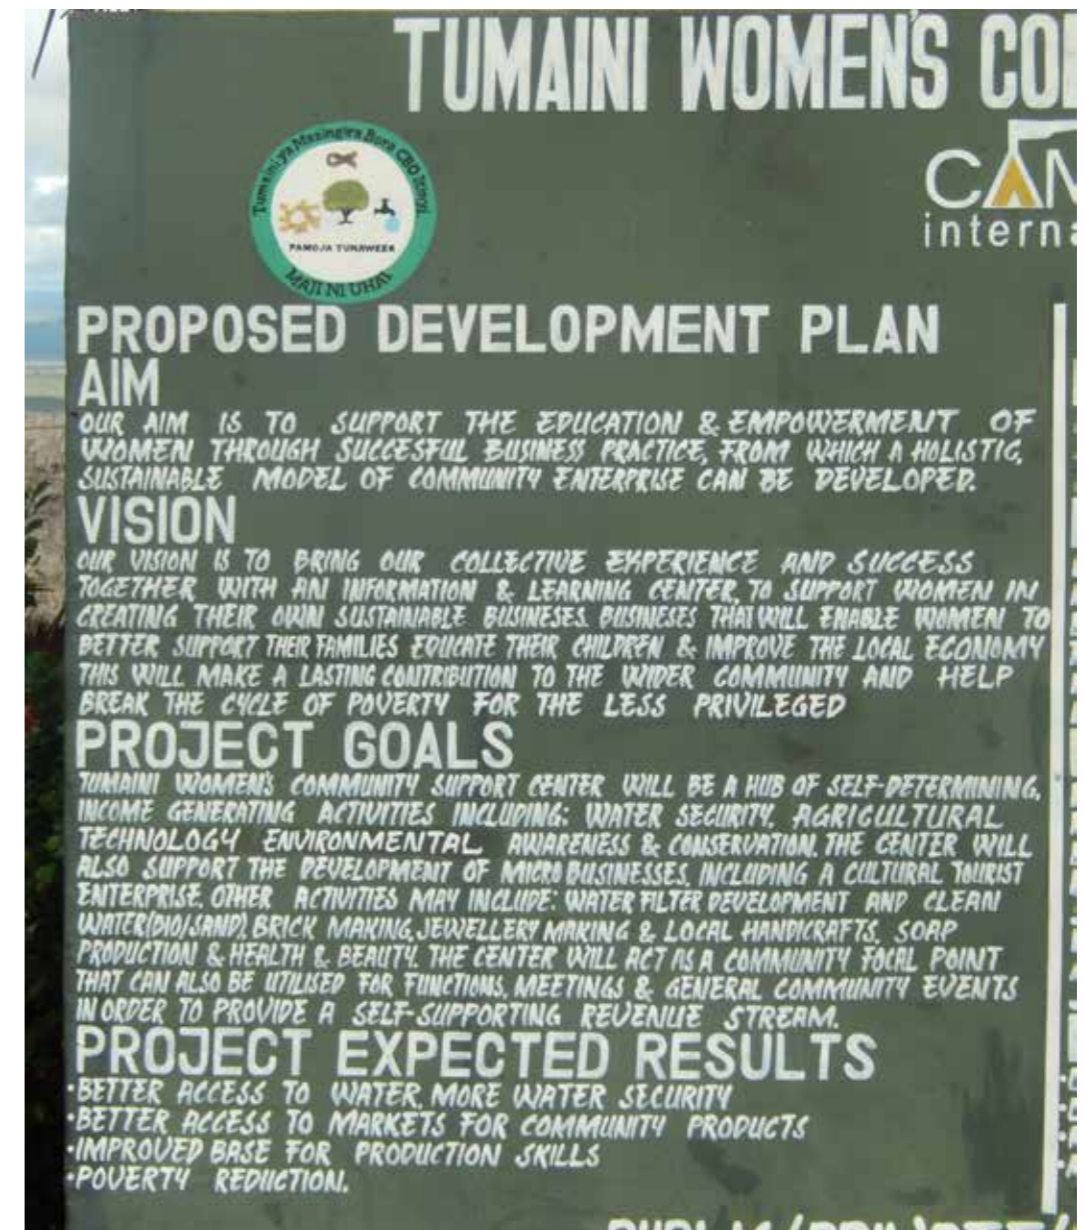 TUMAINI WOMEN'S
Tumaini ya Mazingira Bora CBO
PAMOJA TUNAWEZA
MAJI NI UHAI
CAM
interna
PROPOSED DEVELOPMENT PLAN
AIM
OUR AIM IS TO SUPPORT THE EDUCATION & EMPOWERMENT OF
WOMEN THROUGH SUCCESFUL BUSINESS PRACTICE, FROM WHICH A HOLISTIC,
SUSTAINABLE MODEL OF COMMUNITY ENTERPRISE CAN BE DEVELOPED.
VISION
OUR VISION IS TO BRING OUR COLLECTIVE EXPERIENCE AND SUCCESS
TOGETHER WITH AN INFORMATION & LEARNING CENTER, TO SUPPORT WOMEN IN
CREATING THEIR OWN SUSTAINABLE BUSINESES. BUSINESES THAT WILL ENABLE WOMEN TO
BETTER SUPPORT THEIR FAMILIES EDUCATE THEIR CHILDREN & IMPROVE THE LOCAL ECONOMY
THIS WILL MAKE A LASTING CONTRIBUTION TO THE WIDER COMMUNITY AND HELP
BREAK THE CYCLE OF POVERTY FOR THE LESS PRIVILEGED
PROJECT GOALS
TUMAINI WOMEN'S COMMUNITY SUPPORT CENTER WILL BE A HUB OF SELF-DETERMINING,
INCOME GENERATING ACTIVITIES INCLUDING: WATER SECURITY, AGRICULTURAL
TECHNOLOGY ENVIRONMENTAL AWARENESS & CONSERVATION. THE CENTER WILL
ALSO SUPPORT THE DEVELOPMENT OF MICRO BUSINESSES, INCLUDING A CULTURAL TOURIST
ENTERPRISE. OTHER ACTIVITIES MAY INCLUDE: WATER FILTER DEVELOPMENT AND CLEAN
WATER(BIO/SAND), BRICK MAKING, JEWELLERY MAKING & LOCAL HANDICRAFTS, SOAP
PRODUCTION & HEALTH & BEAUTY. THE CENTER WILL ACT AS A COMMUNITY FOCAL POINT
THAT CAN ALSO BE UTILISED FOR FUNCTIONS, MEETINGS & GENERAL COMMUNITY EVENTS
IN ORDER TO PROVIDE A SELF-SUPPORTING REVENUE STREAM.
PROJECT EXPECTED RESULTS
•BETTER ACCESS TO WATER, MORE WATER SECURITY
•BETTER ACCESS TO MARKETS FOR COMMUNITY PRODUCTS
•IMPROVED BASE FOR PRODUCTION SKILLS
•POVERTY REDUCTION.